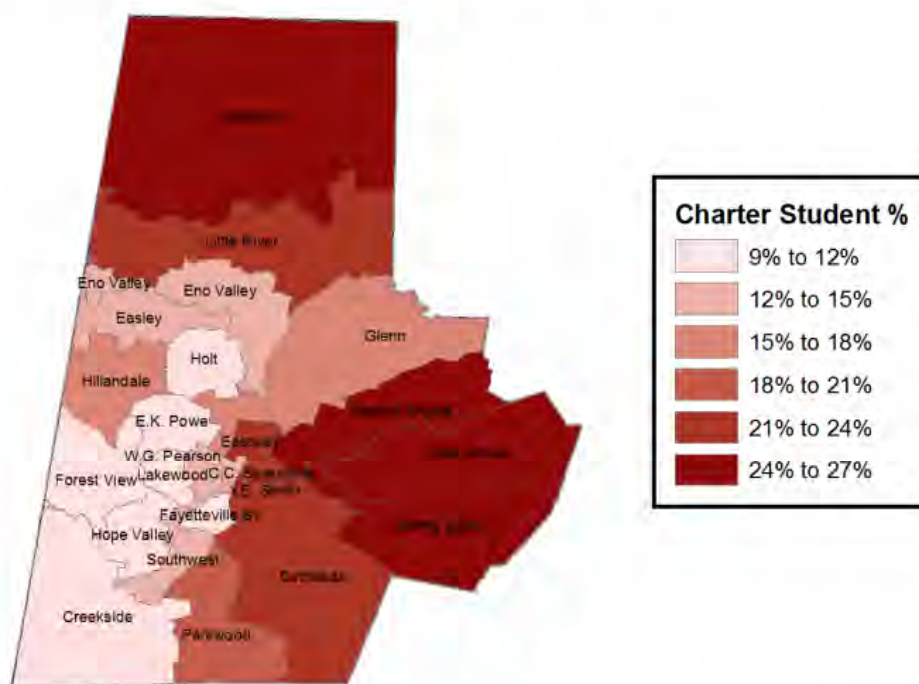 Little River
Eno Valley
Eno Valley
Easley
Glenn
Holt
Hillandale
E.K. Powe
Eastway
W.G. Pearson
Lakewood
C.C.
Forest View
Fayetteville St
Hope Valley
Southwest
Creekside
Parkwood
Charter Student %
9% to 12%
12% to 15%
15% to 18%
18% to 21%
21% to 24%
24% to 27%